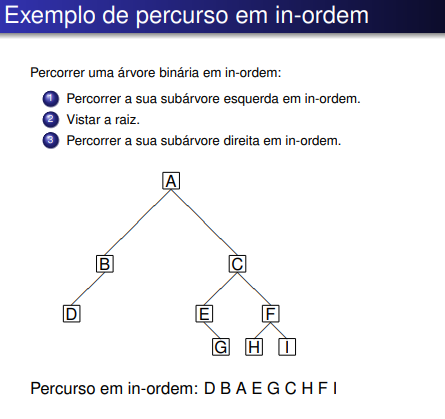 Exemplo de percurso em in-ordem
Percorrer uma árvore binária em in-ordem:
1 Percorrer a sua subárvore esquerda em in-ordem.
2 Vistar a raiz.
3 Percorrer a sua subárvore direita em in-ordem.
A
B C
D E F
G H I
Percurso em in-ordem: D B A E G C H F I